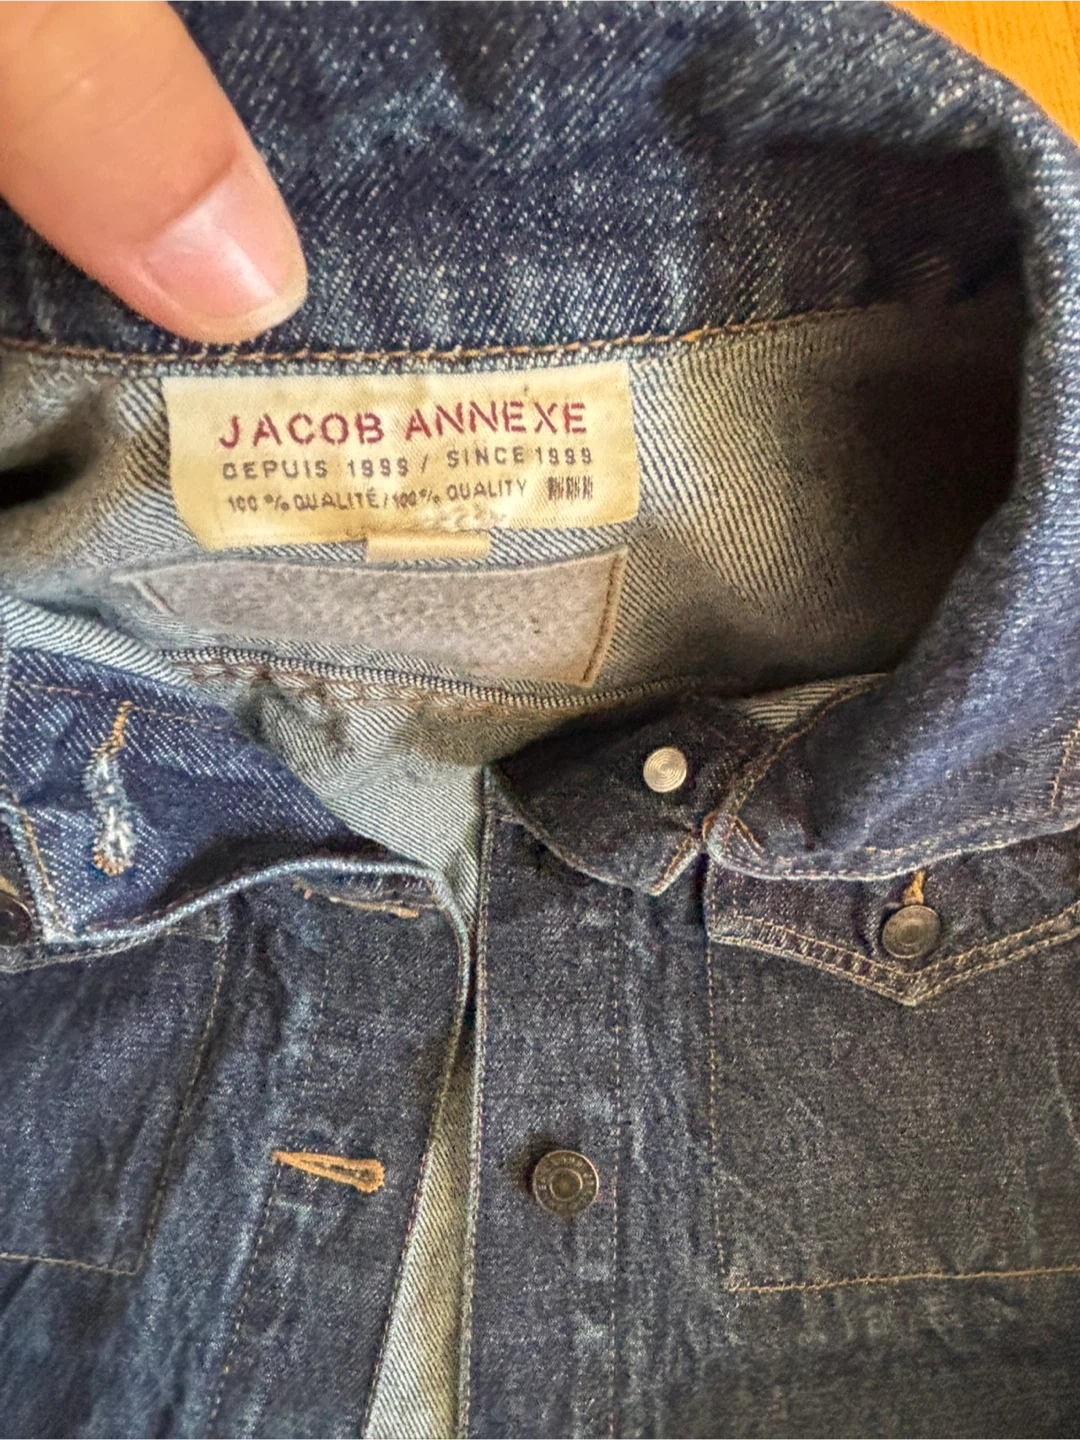 JACOB ANNEXE
DEPUIS 1999 / SINCE 1999
100 % QUALITÉ / 100 % QUALITY